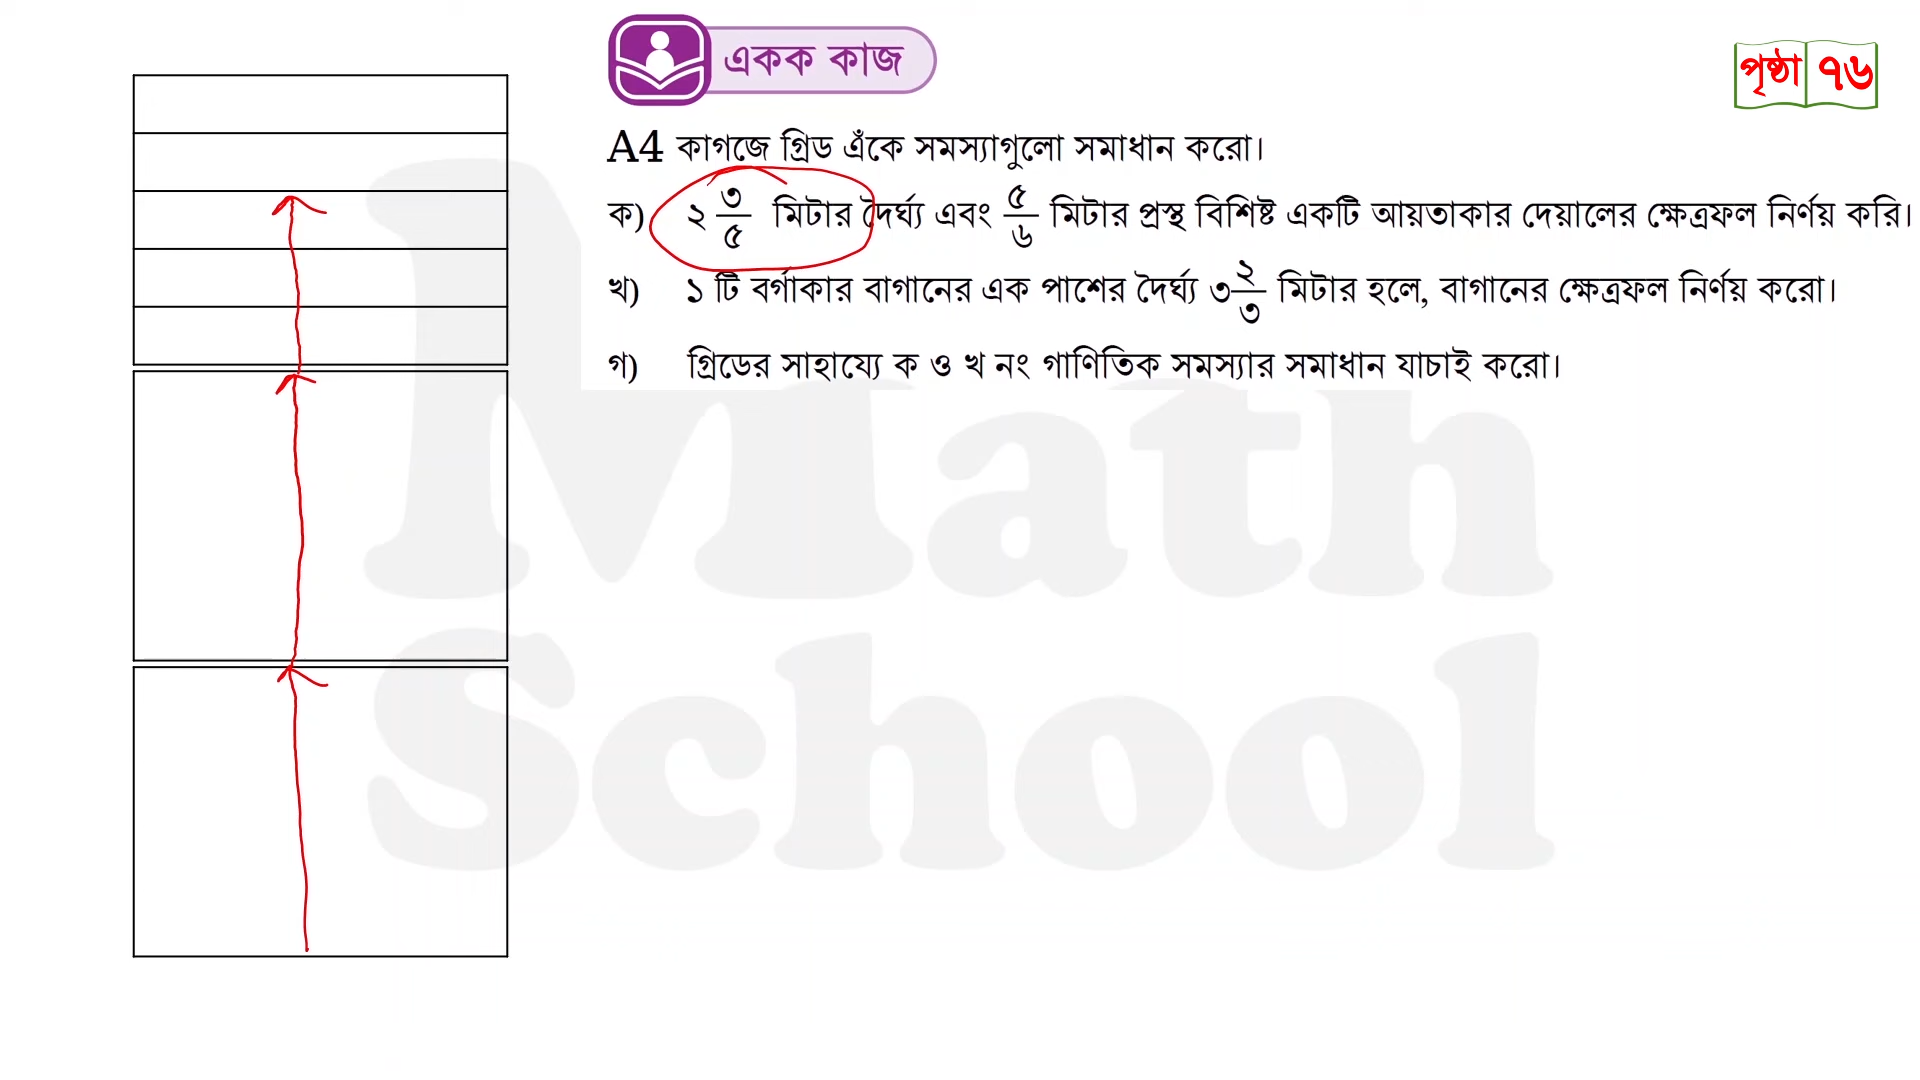 একক কাজ
পৃষ্ঠা ৭৬
A4 কাগজে গ্রিড এঁকে সমস্যাগুলো সমাধান করো।
ক) ২ ৩/৫ মিটার দৈর্ঘ্য এবং ৫/৬ মিটার প্রস্থ বিশিষ্ট একটি আয়তাকার দেয়ালের ক্ষেত্রফল নির্ণয় করি।
খ) ১ টি বর্গাকার বাগানের এক পাশের দৈর্ঘ্য ৩ ২/৩ মিটার হলে, বাগানের ক্ষেত্রফল নির্ণয় করো।
গ) গ্রিডের সাহায্যে ক ও খ নং গাণিতিক সমস্যার সমাধান যাচাই করো।
Math
School